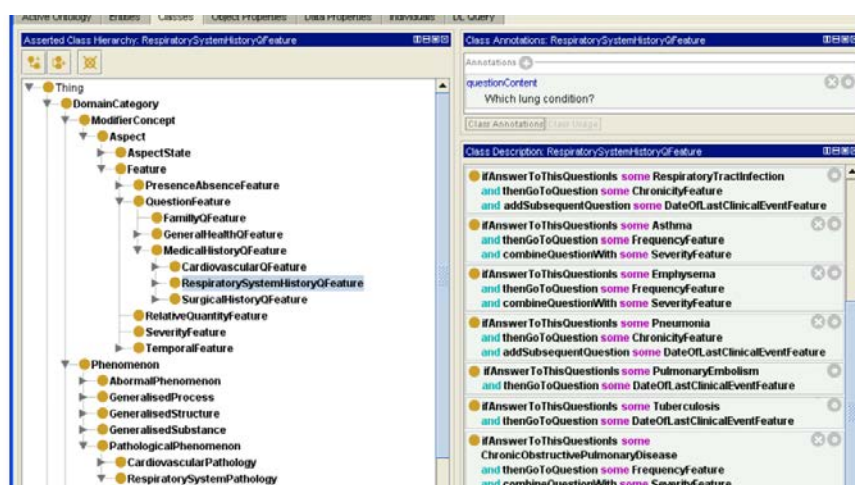 Active Ontology Entities Classes Object Properties Data Properties Individuals DL Query
Asserted Class Hierarchy: RespiratorySystemHistoryQFeature
Thing
DomainCategory
ModifierConcept
Aspect
AspectState
Feature
PresenceAbsenceFeature
QuestionFeature
FamillyQFeature
GeneralHealthQFeature
MedicalHistoryQFeature
CardiovascularQFeature
RespiratorySystemHistoryQFeature
SurgicalHistoryQFeature
RelativeQuantityFeature
SeverityFeature
TemporalFeature
Phenomenon
AbormalPhenomenon
GeneralisedProcess
GeneralisedStructure
GeneralisedSubstance
PathologicalPhenomenon
CardiovascularPathology
RespiratorySystemPathology
Class Annotations: RespiratorySystemHistoryQFeature
Annotations
questionContent
Which lung condition?
Class Annotations Class Usage
Class Description: RespiratorySystemHistoryQFeature
ifAnswerToThisQuestionIs some RespiratoryTractInfection
and thenGoToQuestion some ChronicityFeature
and addSubsequentQuestion some DateOfLastClinicalEventFeature
ifAnswerToThisQuestionIs some Asthma
and thenGoToQuestion some FrequencyFeature
and combineQuestionWith some SeverityFeature
ifAnswerToThisQuestionIs some Emphysema
and thenGoToQuestion some FrequencyFeature
and combineQuestionWith some SeverityFeature
ifAnswerToThisQuestionIs some Pneumonia
and thenGoToQuestion some ChronicityFeature
and addSubsequentQuestion some DateOfLastClinicalEventFeature
ifAnswerToThisQuestionIs some PulmonaryEmbolism
and thenGoToQuestion some DateOfLastClinicalEventFeature
ifAnswerToThisQuestionIs some Tuberculosis
and thenGoToQuestion some DateOfLastClinicalEventFeature
ifAnswerToThisQuestionIs some
ChronicObstructivePulmonaryDisease
and thenGoToQuestion some FrequencyFeature
and combineQuestionWith some SeverityFeature